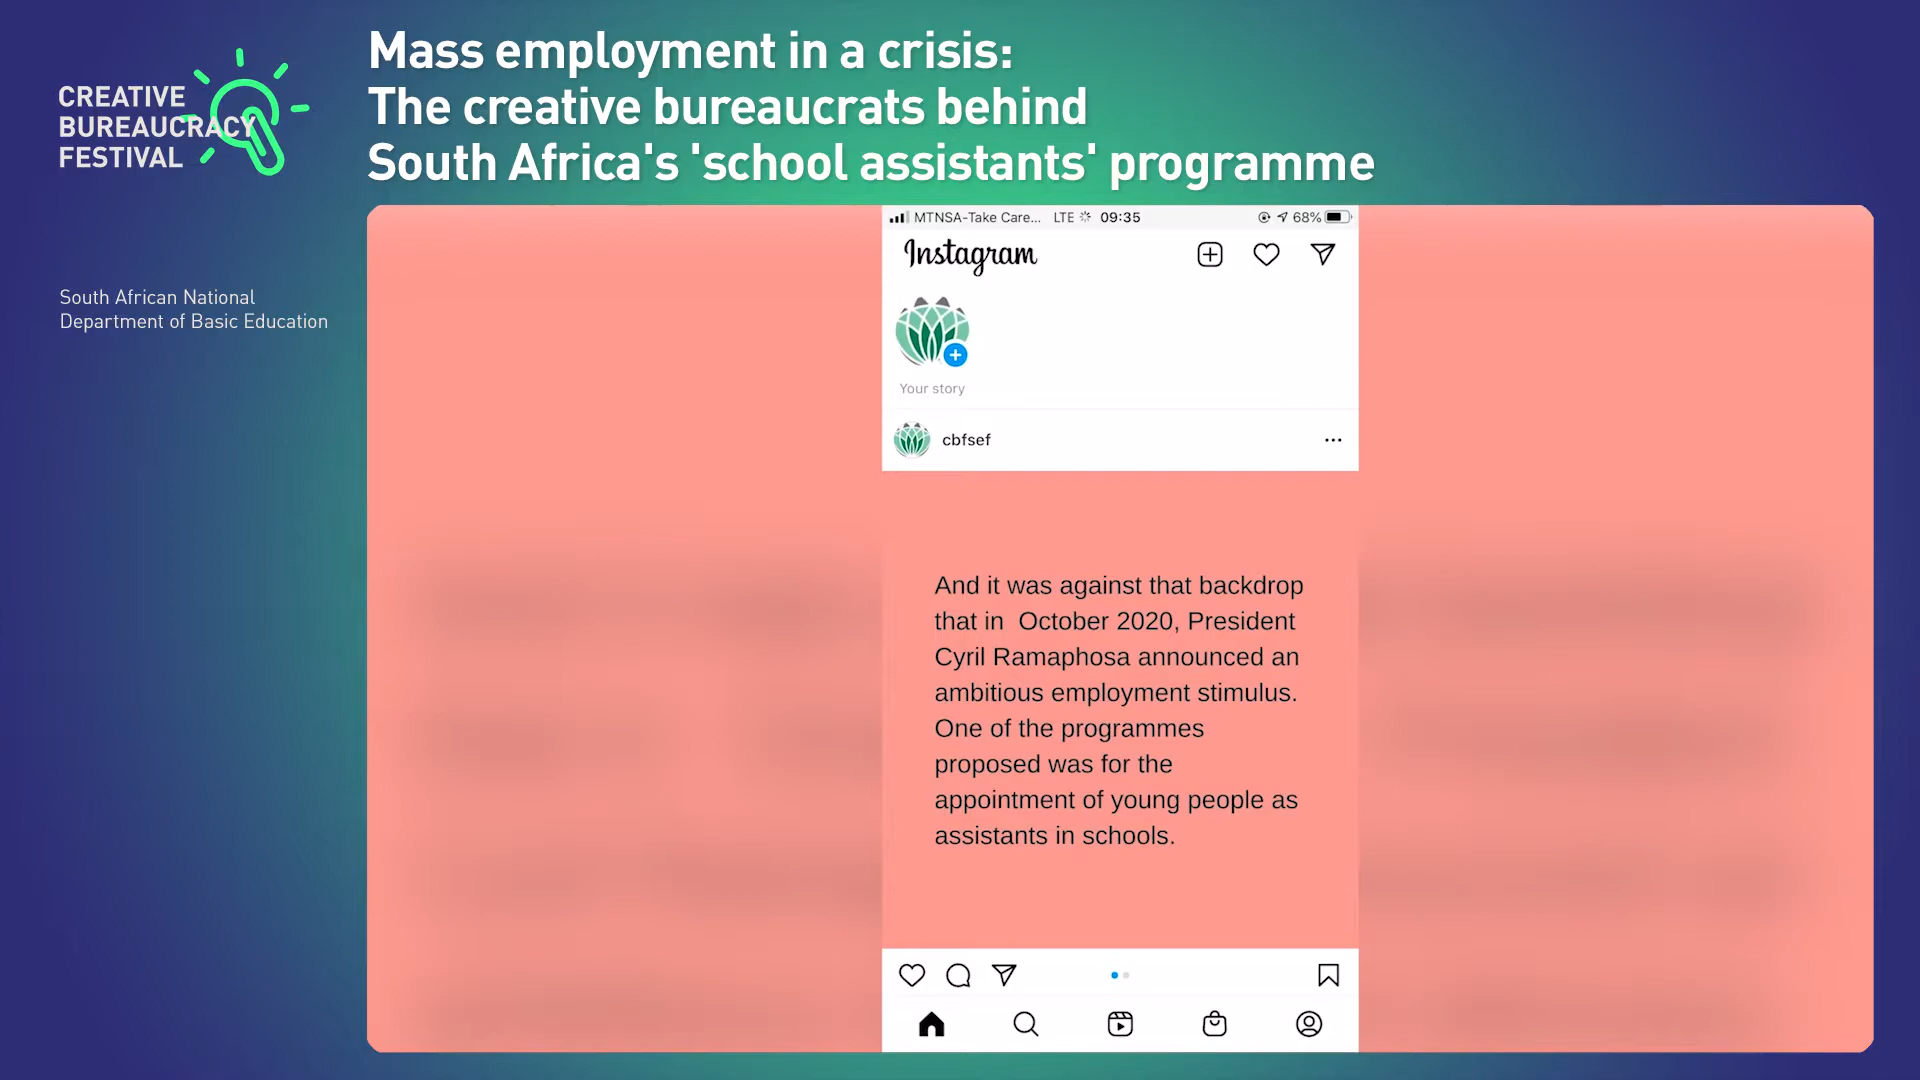 Mass employment in a crisis:
The creative bureaucrats behind
South Africa's 'school assistants' programme
CREATIVE
BUREAUCRACY
FESTIVAL
South African National
Department of Basic Education
MTNSA-Take Care... LTE 09:35 68%
Instagram
Your story
cbfsef
And it was against that backdrop
that in October 2020, President
Cyril Ramaphosa announced an
ambitious employment stimulus.
One of the programmes
proposed was for the
appointment of young people as
assistants in schools.